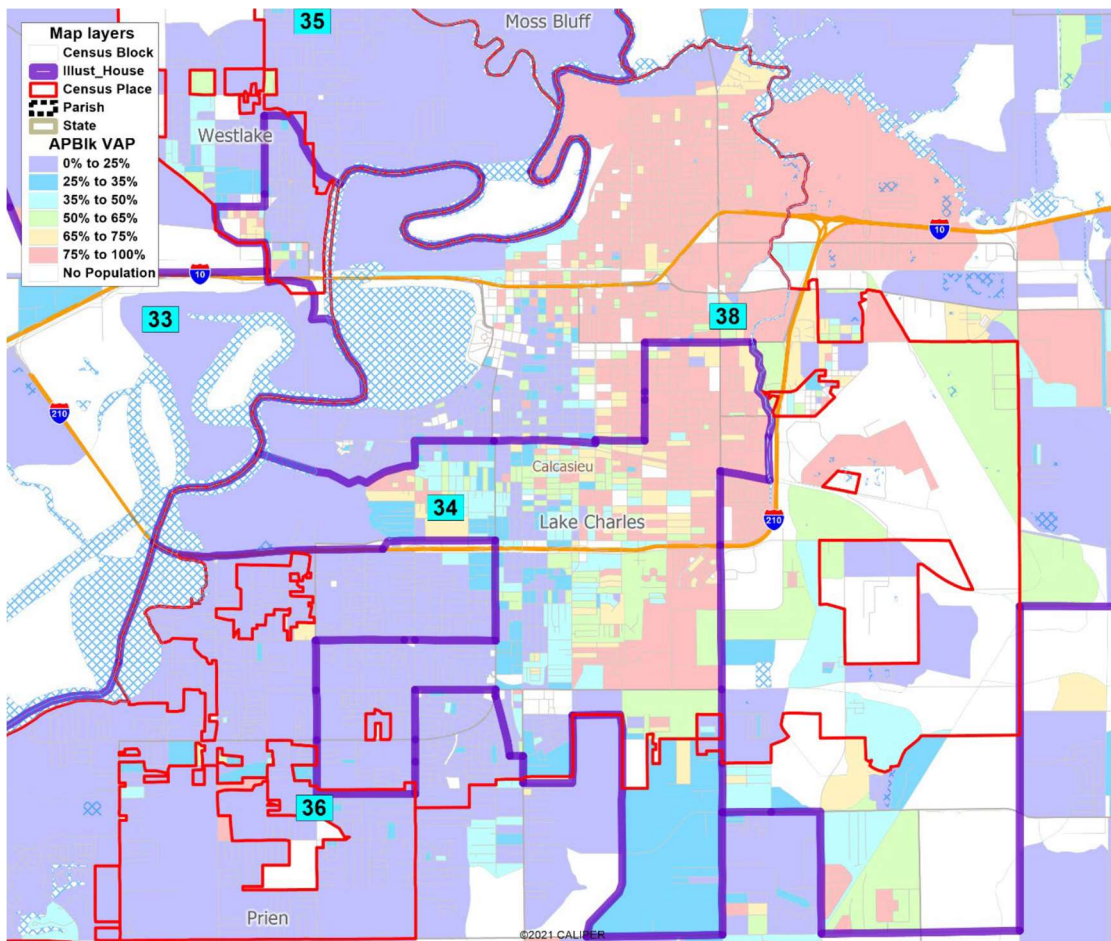 Map layers
Census Block
Illust_House
Census Place
Parish
State
APBlk VAP
0% to 25%
25% to 35%
35% to 50%
50% to 65%
65% to 75%
75% to 100%
No Population
35
Moss Bluff
Westlake
10
10
33
38
210
Calcasieu
34
Lake Charles
210
36
Prien
©2021 CALIPER